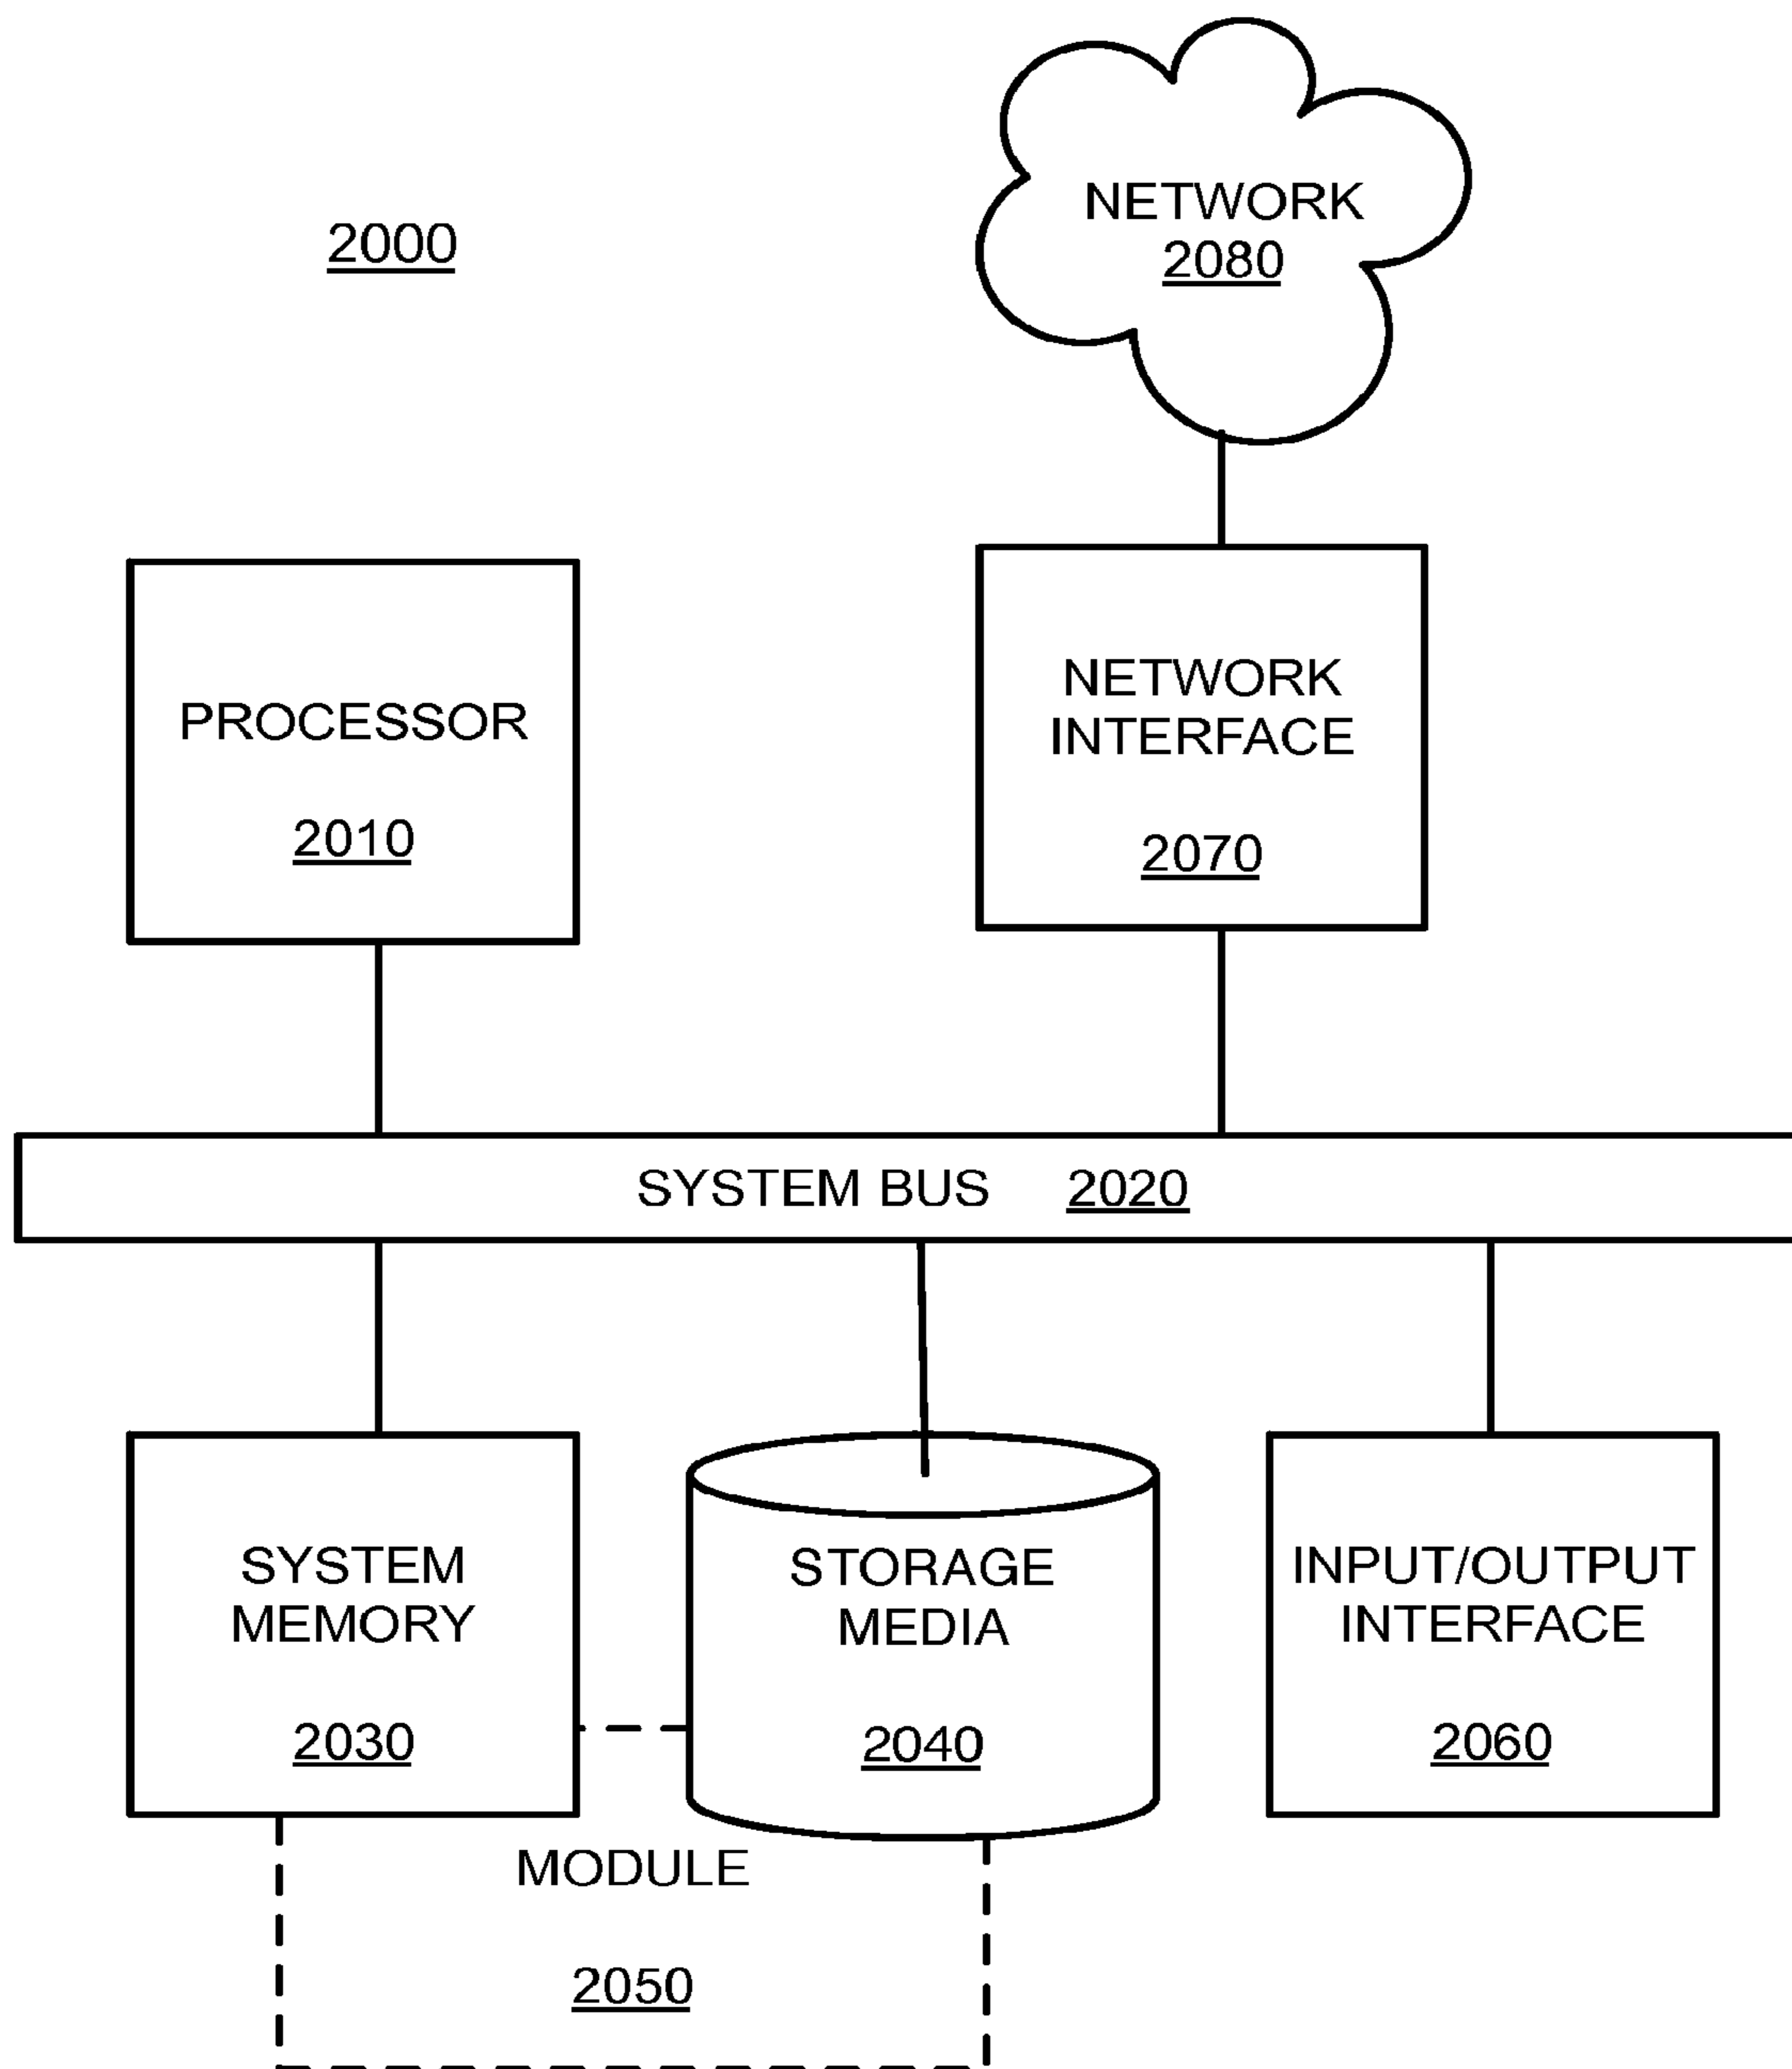 NETWORK
2080
2000
PROCESSOR
2010
NETWORK
INTERFACE
2070
SYSTEM BUS 2020
SYSTEM
MEMORY
2030
STORAGE
MEDIA
2040
INPUT/OUTPUT
INTERFACE
2060
MODULE
2050